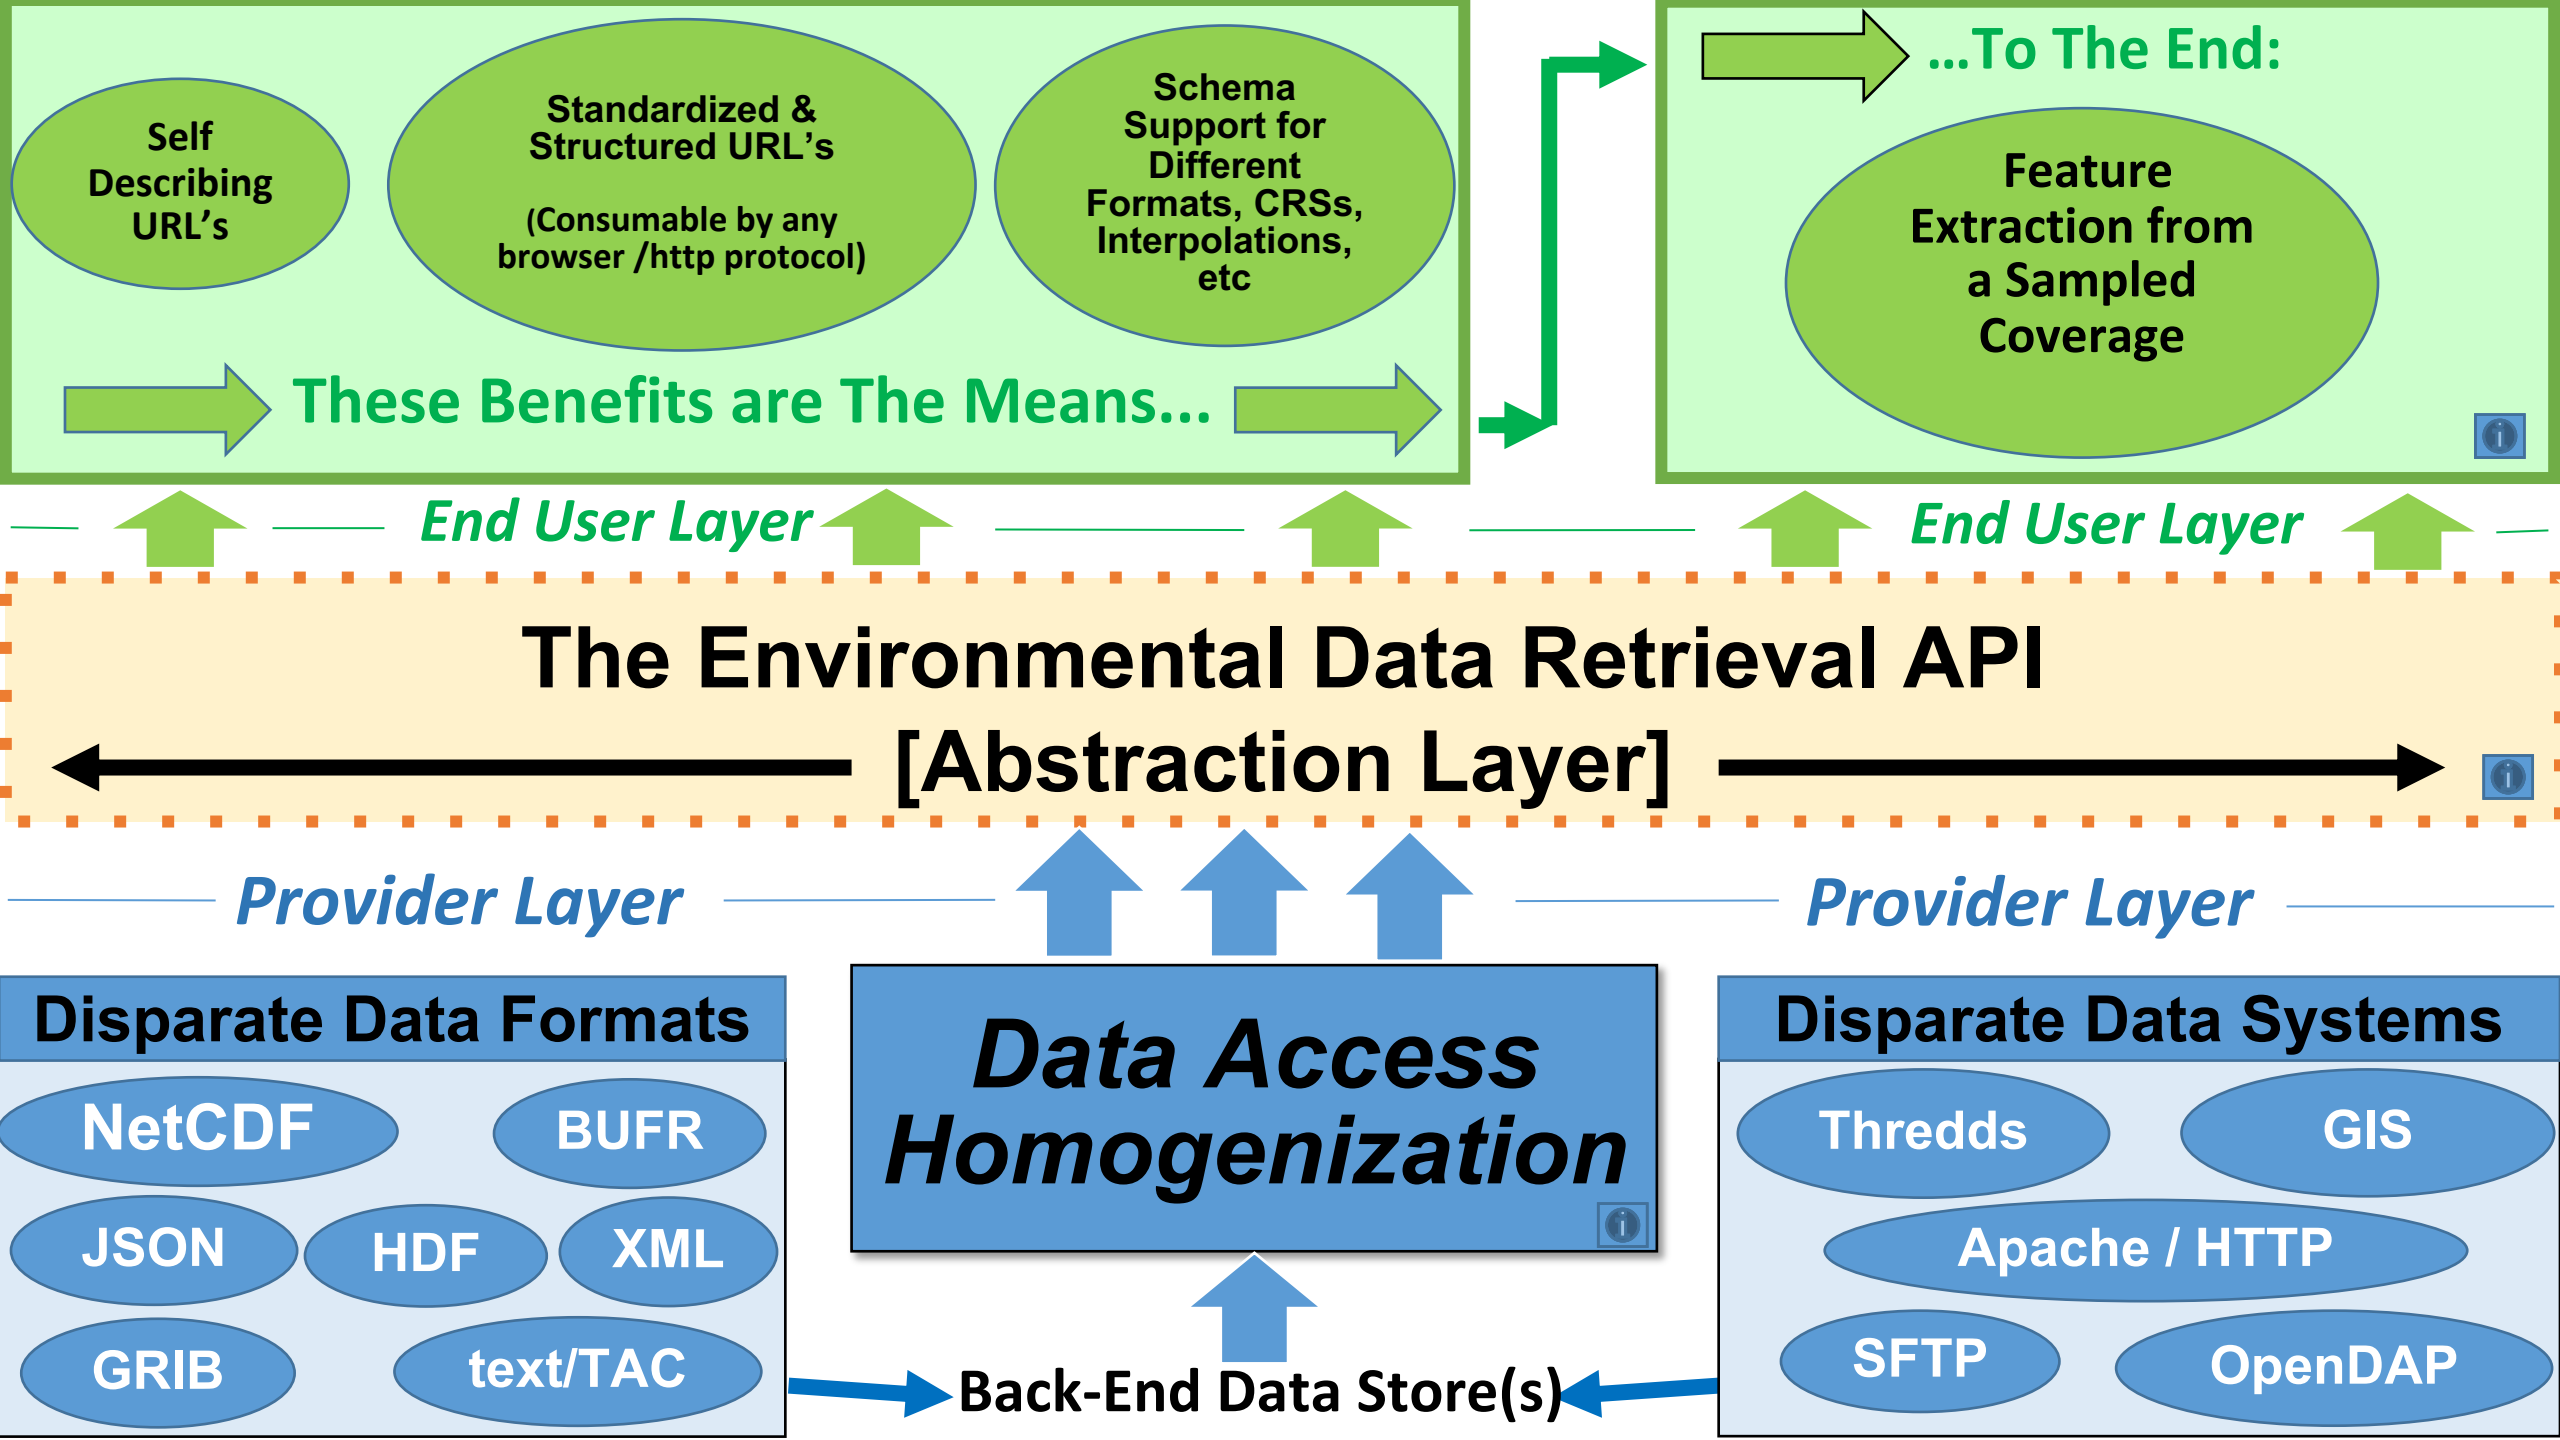 Self
Describing
URL’s
Standardized &
Structured URL’s
(Consumable by any
browser /http protocol)
Schema
Support for
Different
Formats, CRSs,
Interpolations,
etc
These Benefits are The Means...
...To The End:
Feature
Extraction from
a Sampled
Coverage
End User Layer
End User Layer
The Environmental Data Retrieval API
[Abstraction Layer]
Provider Layer
Provider Layer
Disparate Data Formats
NetCDF
BUFR
JSON
HDF
XML
GRIB
text/TAC
Data Access
Homogenization
Back-End Data Store(s)
Disparate Data Systems
Thredds
GIS
Apache / HTTP
SFTP
OpenDAP